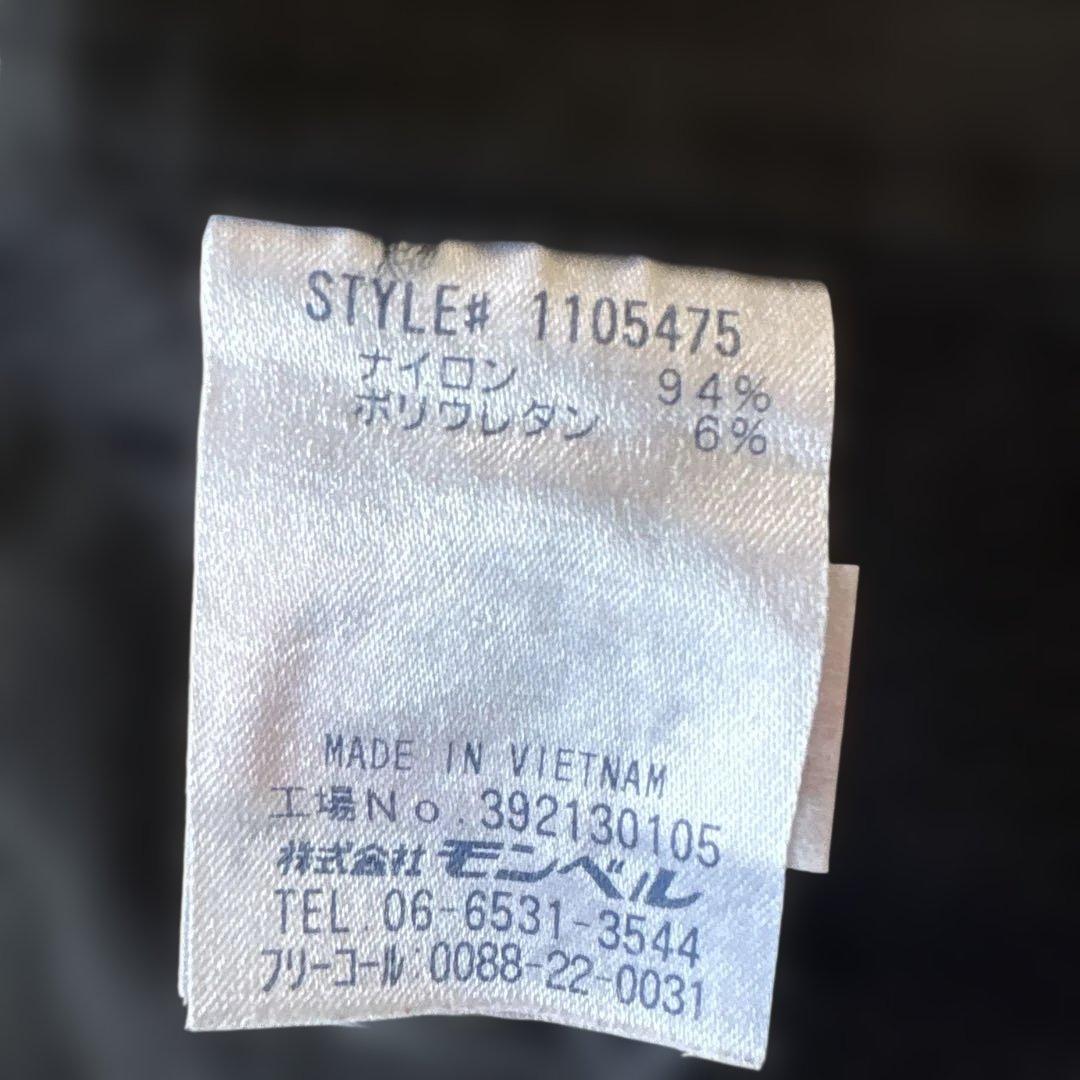 STYLE# 1105475
ナイロン 94%
ポリウレタン 6%
MADE IN VIETNAM
工場No.392130105
株式会社モンベル
TEL.06-6531-3544
フリーコール:0088-22-0031